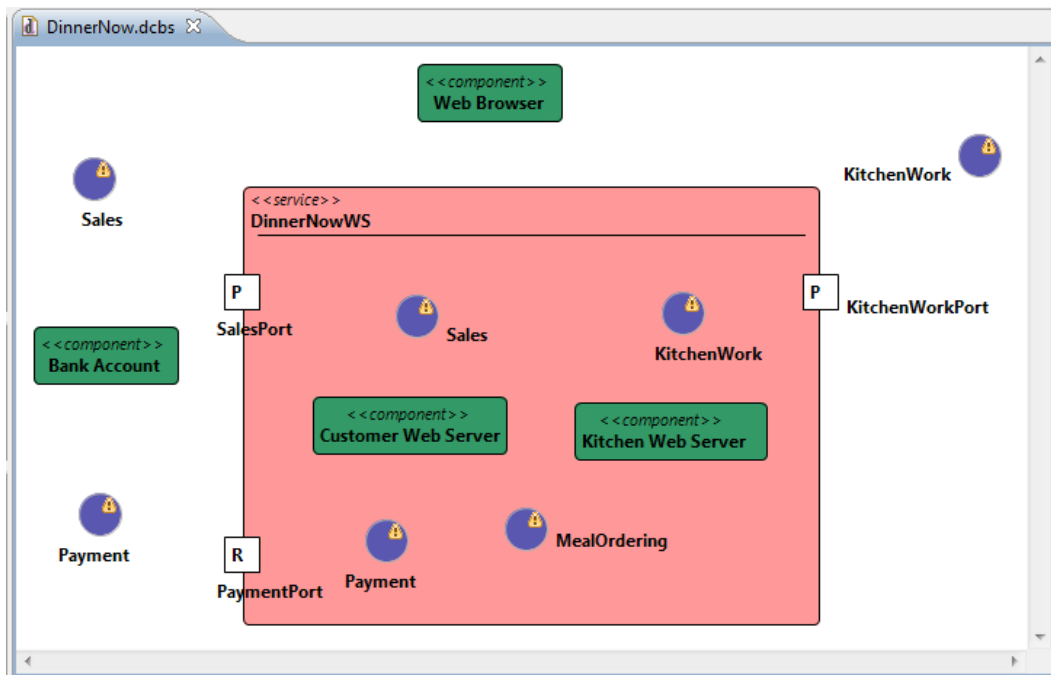 DinnerNow.dcbs
<<component>>
Web Browser
KitchenWork
Sales
<<service>>
DinnerNowWS
P
SalesPort
P
KitchenWorkPort
Sales
KitchenWork
<<component>>
Bank Account
<<component>>
Customer Web Server
<<component>>
Kitchen Web Server
Payment
R
PaymentPort
Payment
MealOrdering